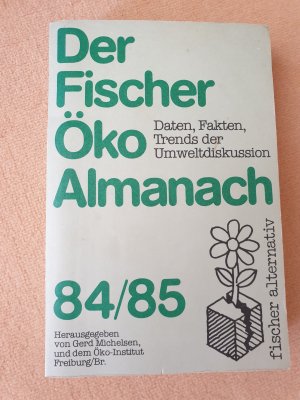 Der
Fischer
Öko
Almanach
Daten, Fakten,
Trends der
Umweltdiskussion
84/85
Herausgegeben
von Gerd Michelsen,
und dem Öko-Institut
Freiburg/Br.
fischer alternativ